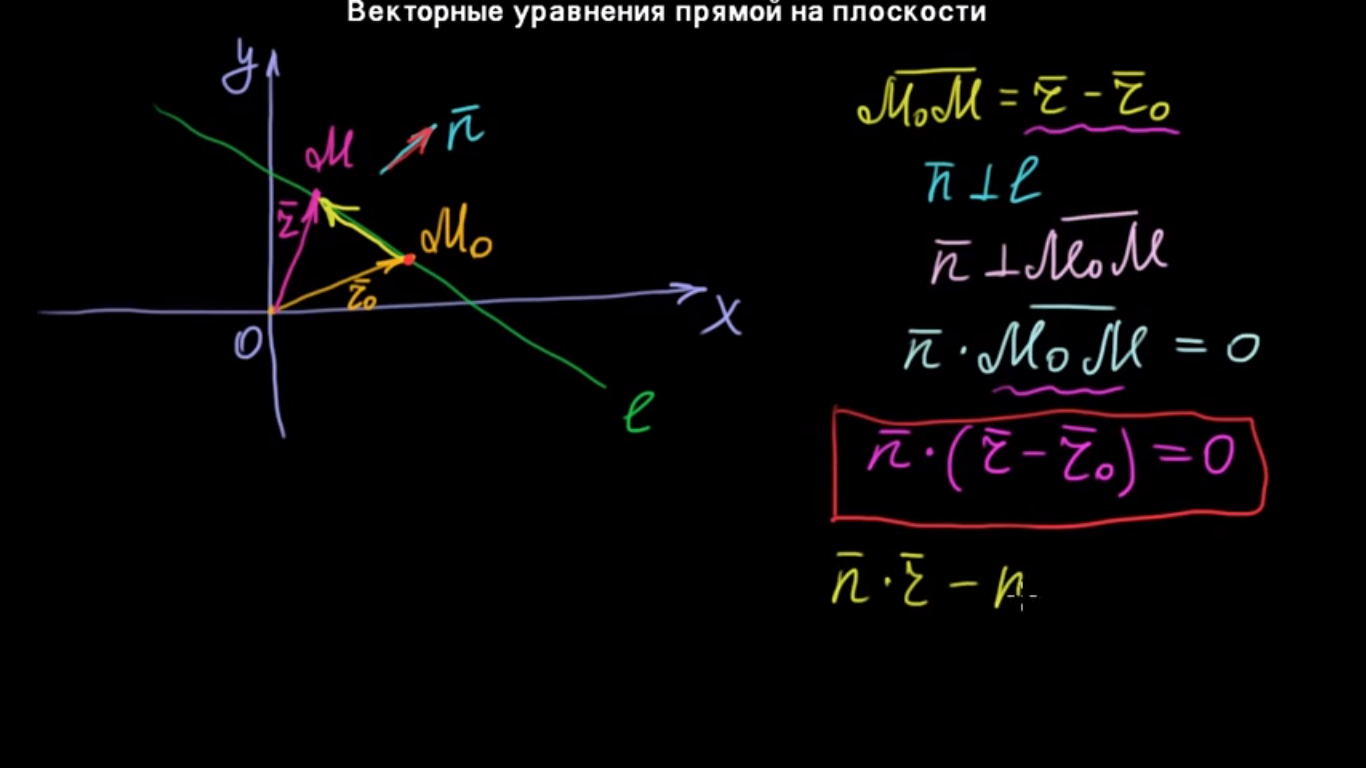 Векторные уравнения прямой на плоскости
y
M
n̅
r̅
M₀
r̅₀
x
O
l
M₀M̅ = r̅ - r̅₀
n̅ ⊥ l
n̅ ⊥ M₀M̅
n̅ · M₀M̅ = 0
n̅ · (r̅ - r̅₀) = 0
n̅ · r̅ - n